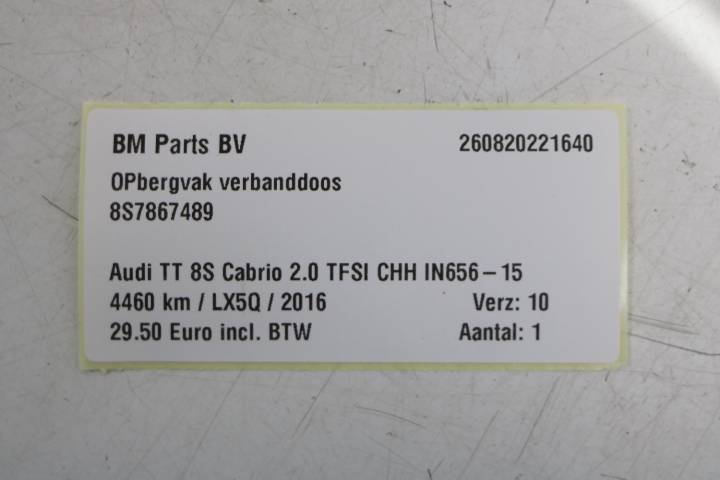 BM Parts BV 260820221640
OPbergvak verbanddoos
8S7867489
Audi TT 8S Cabrio 2.0 TFSI CHH IN656-15
4460 km / LX5Q / 2016 Verz: 10
29.50 Euro incl. BTW Aantal: 1